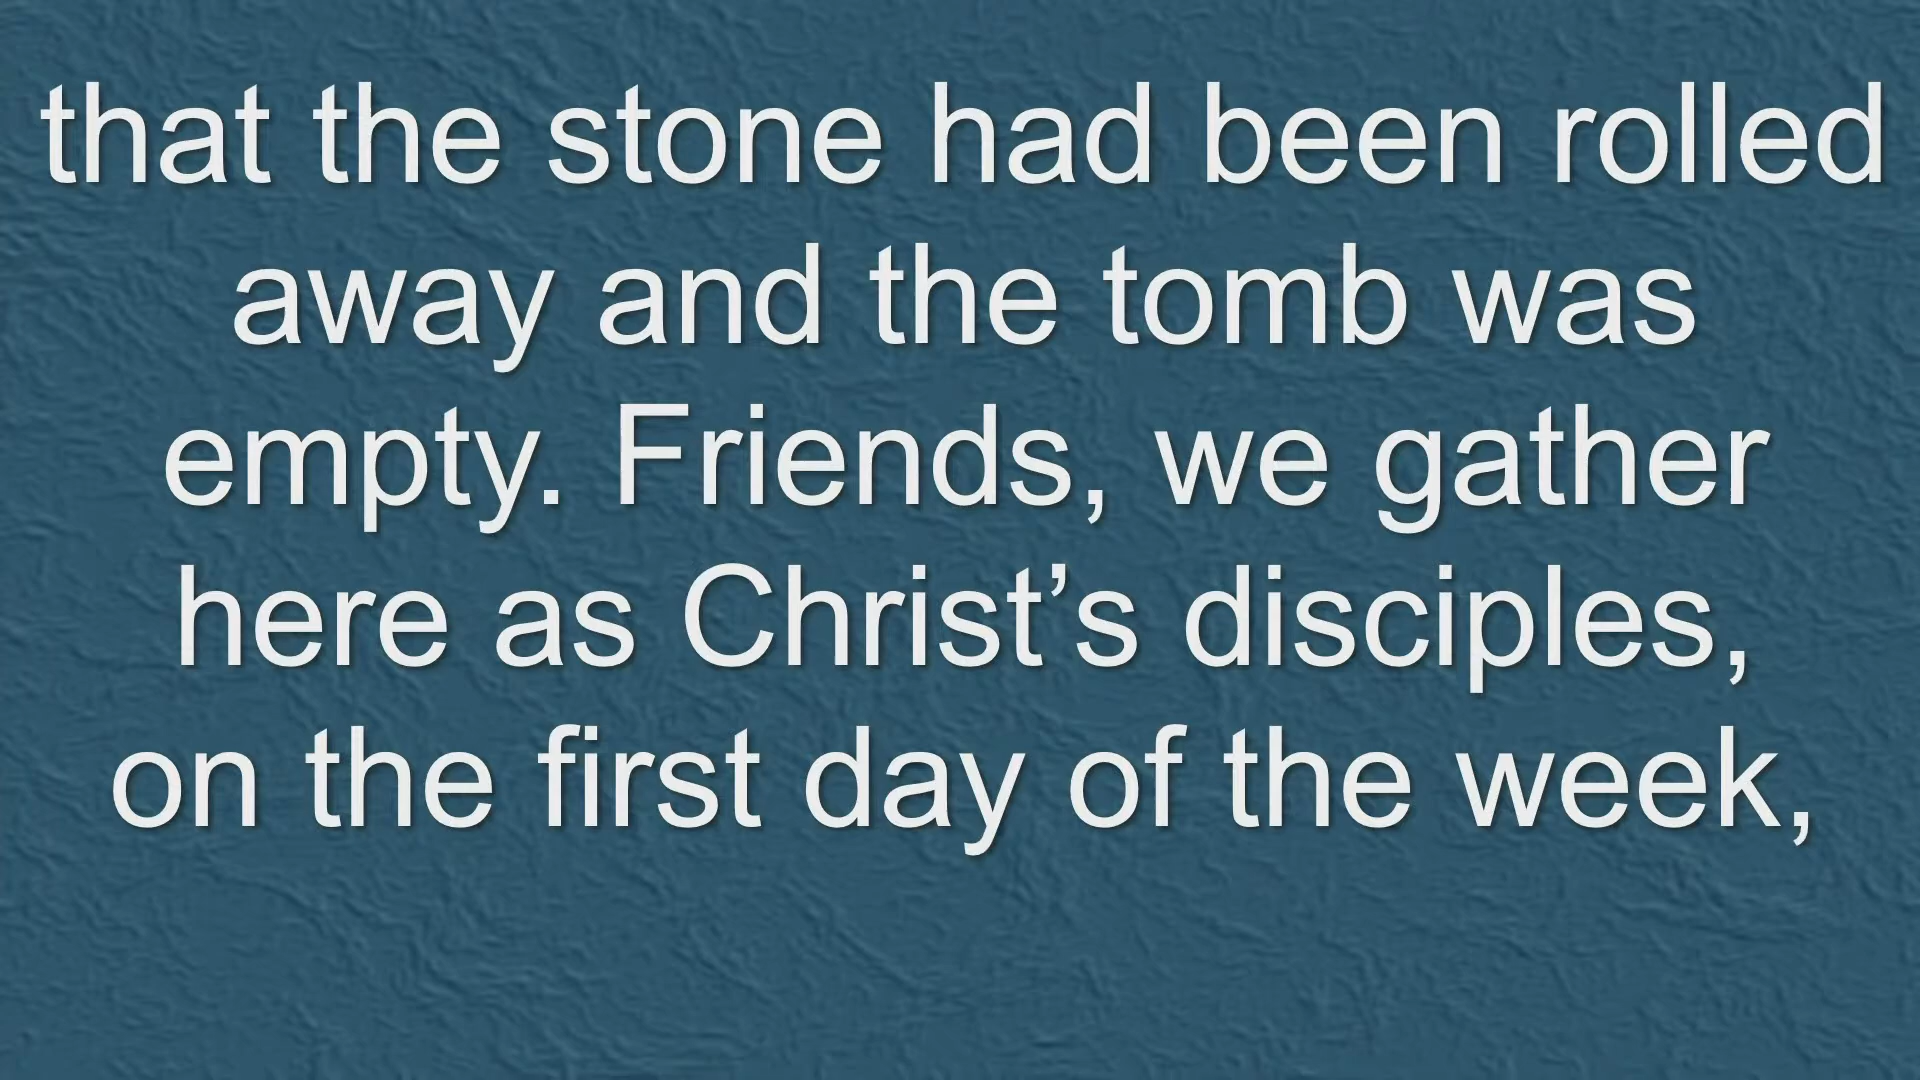 that the stone had been rolled
away and the tomb was
empty. Friends, we gather
here as Christ’s disciples,
on the first day of the week,